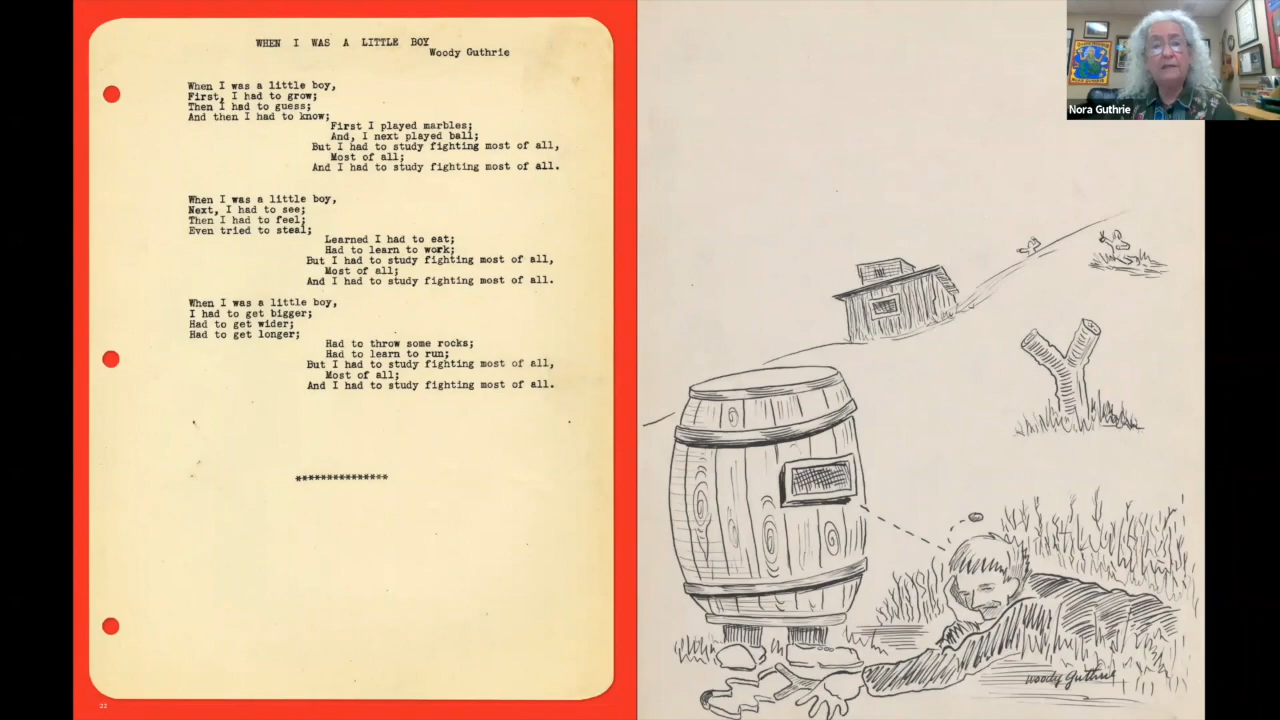 WHEN I WAS A LITTLE BOY
Woody Guthrie
When I was a little boy,
First, I had to grow;
Then I had to guess;
And then I had to know;
First I played marbles;
And, I next played ball;
But I had to study fighting most of all,
Most of all;
And I had to study fighting most of all.
When I was a little boy,
Next, I had to see;
Then I had to feel;
Even tried to steal;
Learned I had to eat;
Had to learn to work;
But I had to study fighting most of all,
Most of all;
And I had to study fighting most of all.
When I was a little boy,
I had to get bigger;
Had to get wider;
Had to get longer;
Had to throw some rocks;
Had to learn to run;
But I had to study fighting most of all,
Most of all;
And I had to study fighting most of all.
***************
22
Woody Guthrie
Nora Guthrie